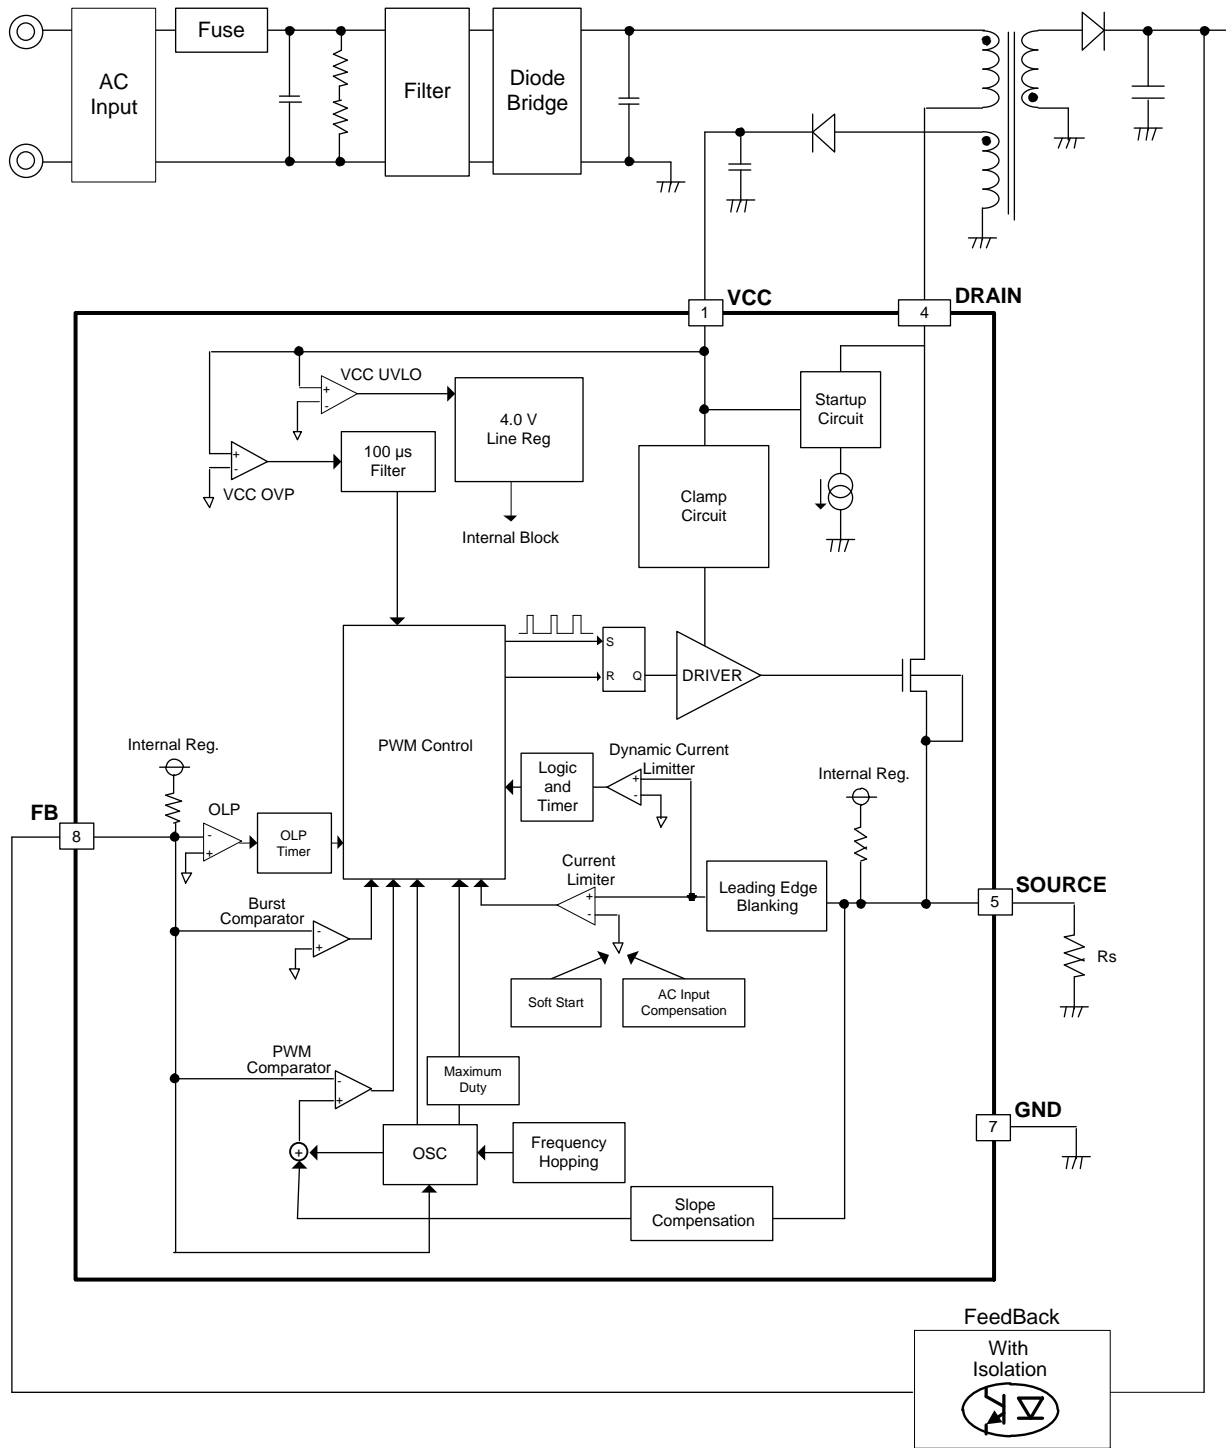 Fuse
AC
Input
Filter
Diode
Bridge
VCC
DRAIN
1
4
VCC UVLO
+
-
4.0 V
Line Reg
Startup
Circuit
+
-
VCC OVP
100 µs
Filter
Clamp
Circuit
Internal Block
S
R
Q
DRIVER
PWM Control
Internal Reg.
Dynamic Current
Limitter
Logic
and
Timer
+
-
Internal Reg.
FB
8
OLP
-
+
OLP
Timer
Current
Limiter
+
-
Leading Edge
Blanking
SOURCE
5
Burst
Comparator
-
+
Rs
Soft Start
AC Input
Compensation
PWM
Comparator
-
+
Maximum
Duty
GND
7
+
OSC
Frequency
Hopping
Slope
Compensation
FeedBack
With
Isolation